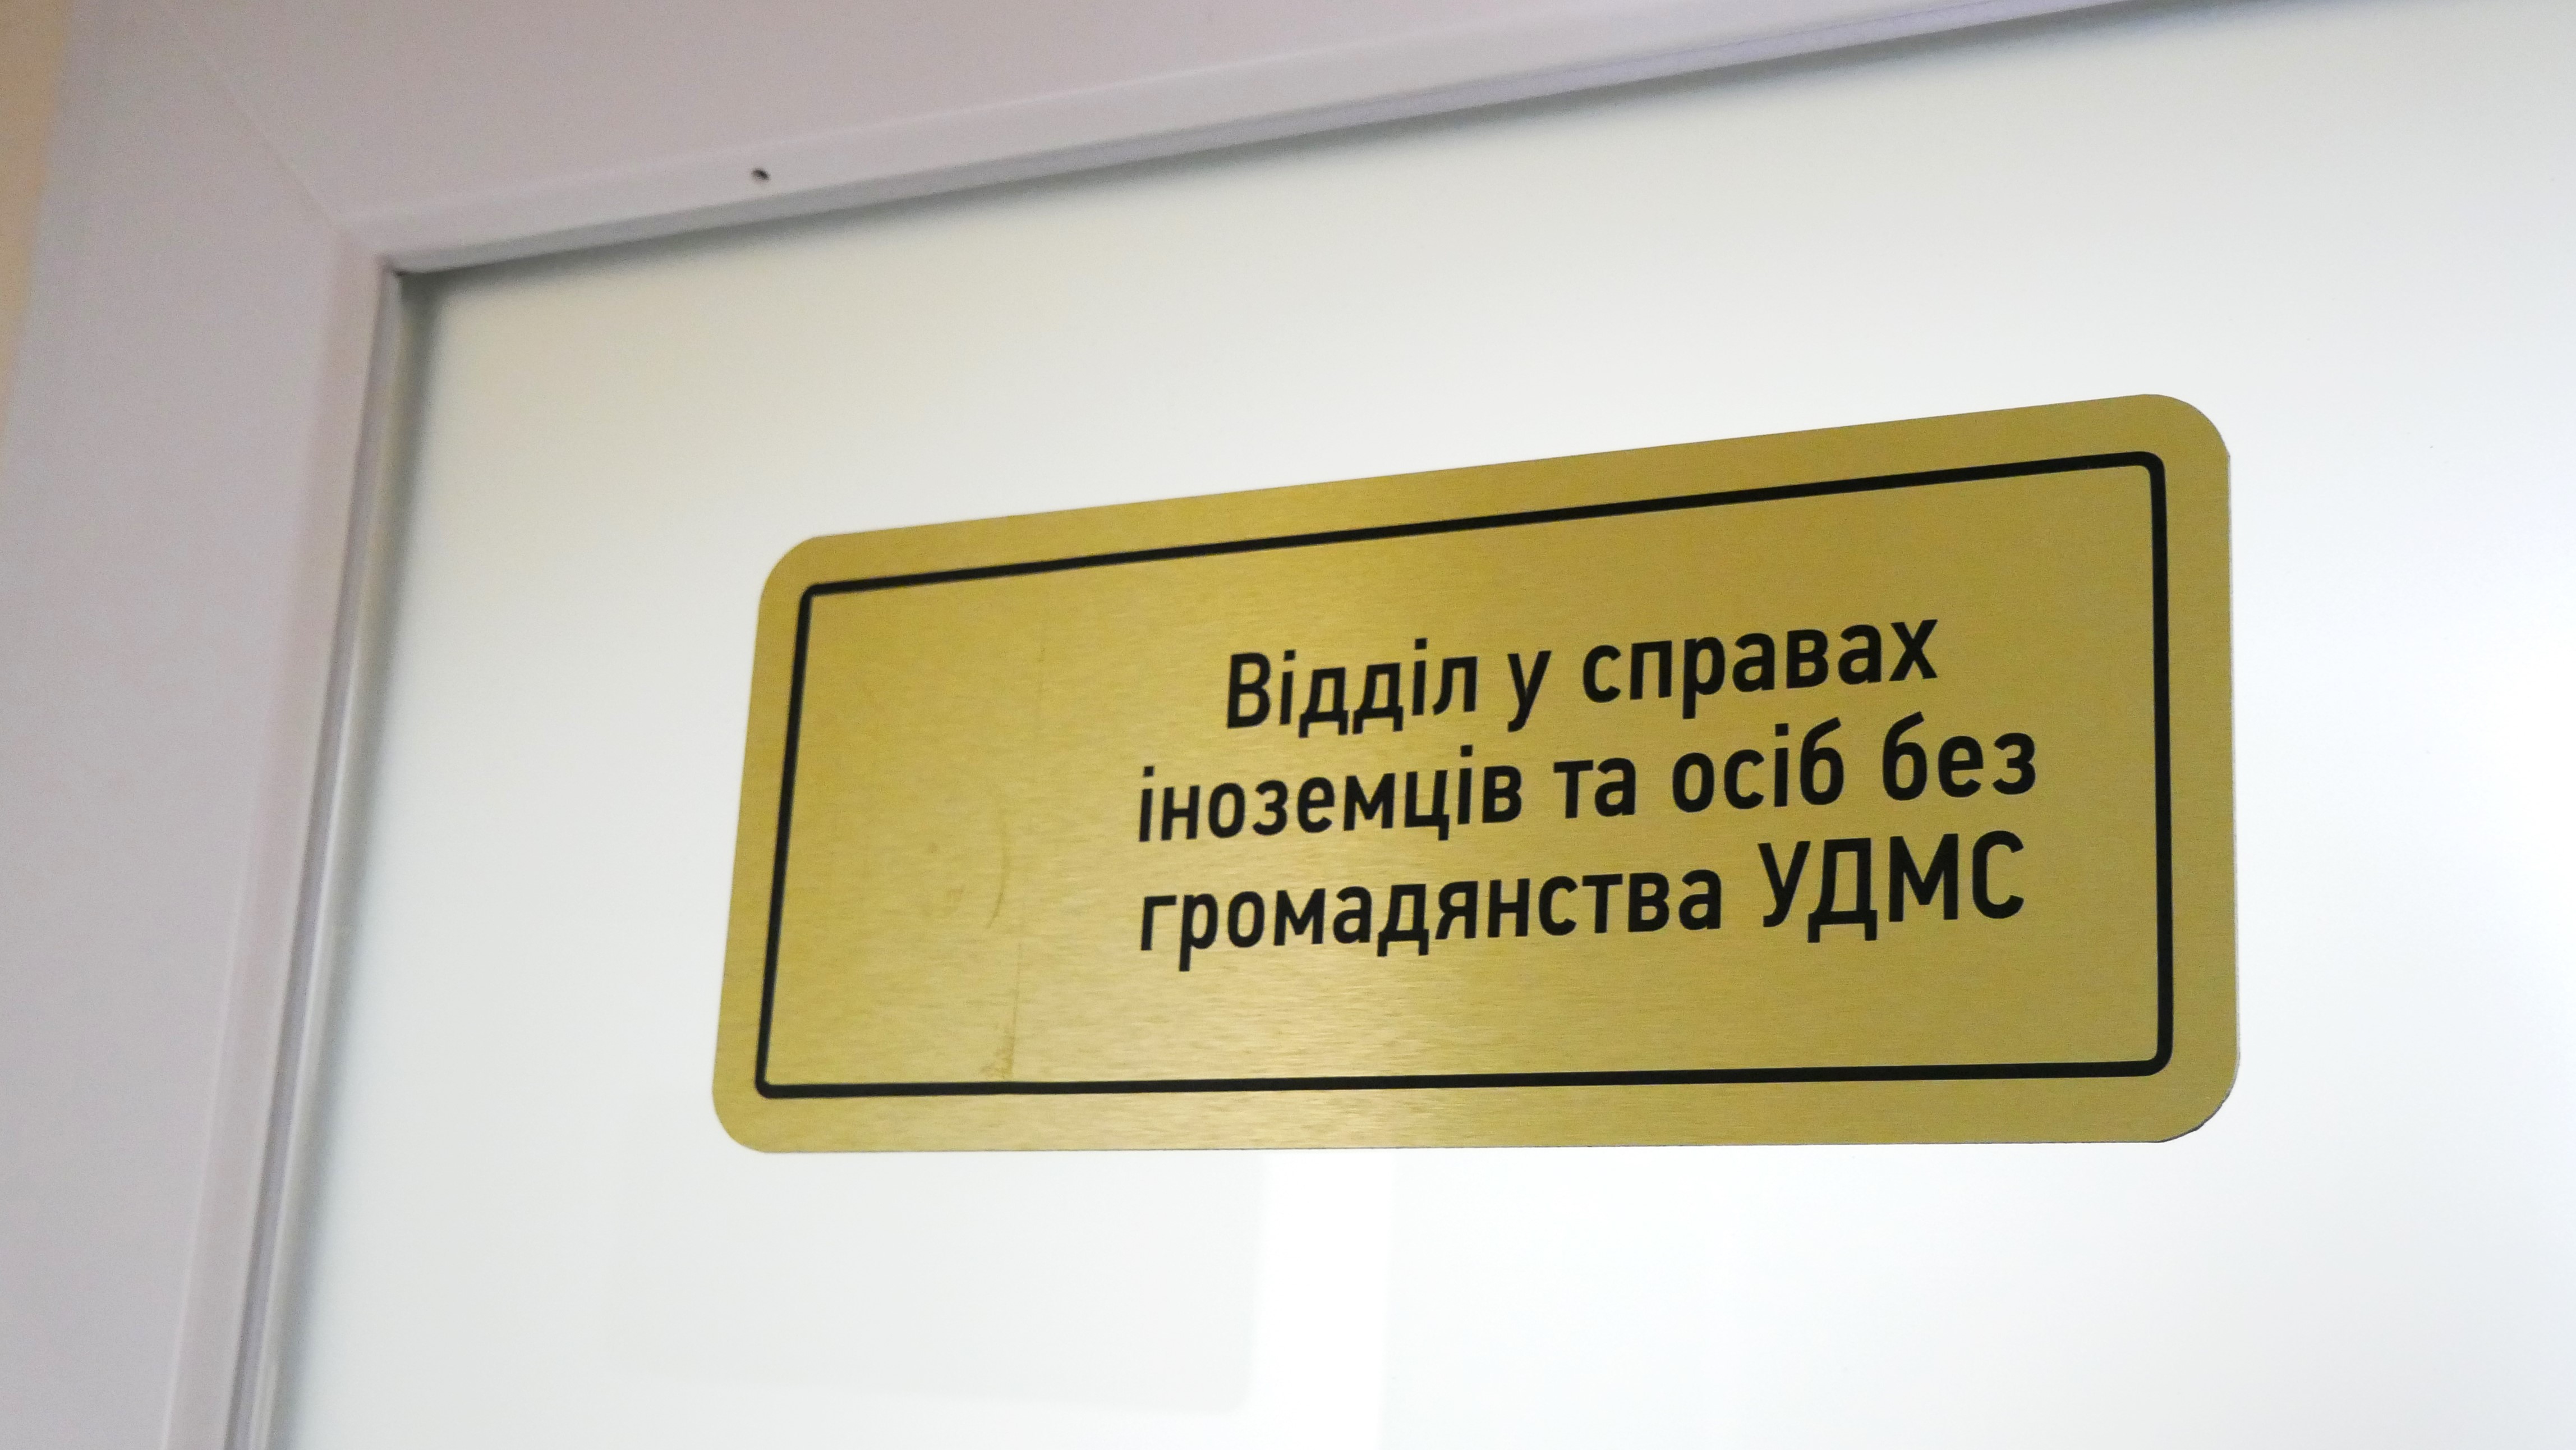 Відділ у справах
іноземців та осіб без
громадянства УДМС